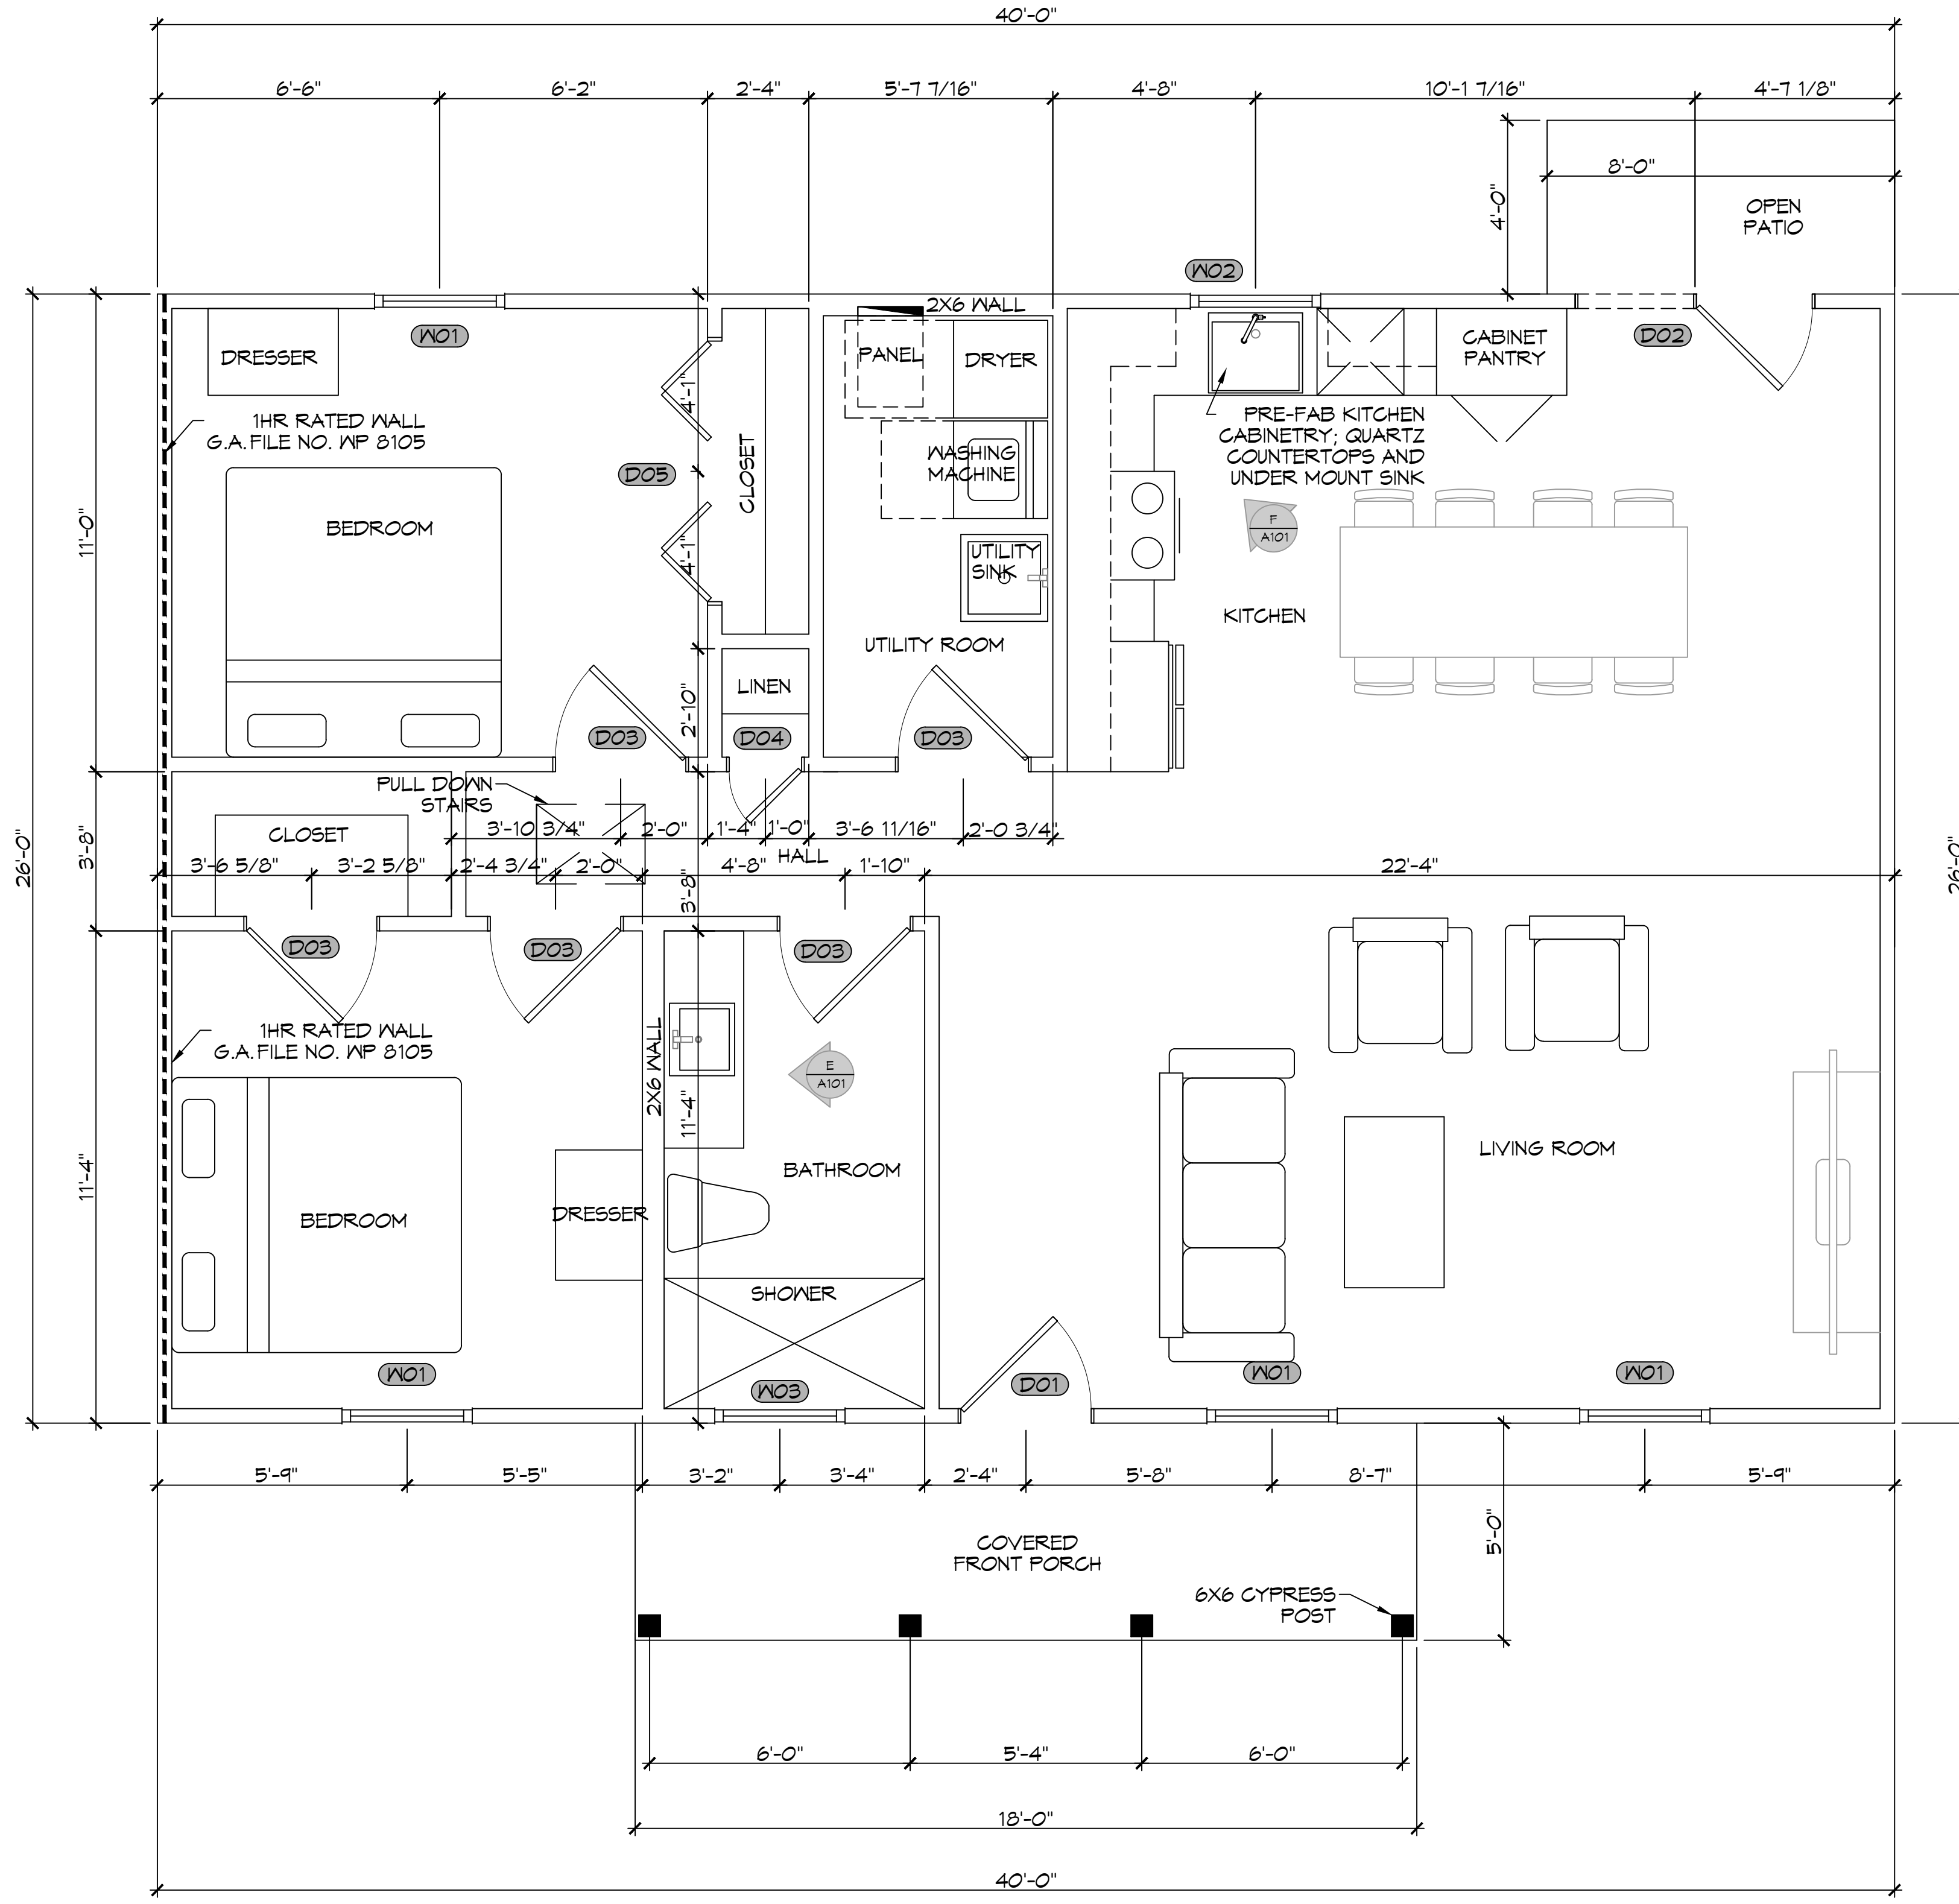 40'-0"
6'-6"
6'-2"
2'-4"
5'-7 7/16"
4'-8"
10'-1 7/16"
4'-7 1/8"
8'-0"
4'-0"
OPEN
PATIO
W02
2X6 WALL
W01
D02
DRESSER
PANEL
DRYER
CABINET
PANTRY
4'-1"
1HR RATED WALL
G.A. FILE NO. WP 8105
PRE-FAB KITCHEN
CABINETRY; QUARTZ
COUNTERTOPS AND
UNDER MOUNT SINK
D05
CLOSET
WASHING
MACHINE
BEDROOM
11'-0"
F
A101
4'-1"
UTILITY
SINK
KITCHEN
UTILITY ROOM
LINEN
2'-10"
D03
D04
D03
PULL DOWN
STAIRS
CLOSET
3'-10 3/4"
2'-0"
1'-4"
1'-0"
3'-6 11/16"
2'-0 3/4"
HALL
26'-0"
3'-8"
26'-0"
3'-6 5/8"
3'-2 5/8"
2'-4 3/4"
2'-0"
4'-8"
1'-10"
22'-4"
3'-8"
D03
D03
D03
1HR RATED WALL
G.A. FILE NO. WP 8105
2X6 WALL
E
A101
11'-4"
LIVING ROOM
BATHROOM
11'-4"
BEDROOM
DRESSER
SHOWER
W01
W03
D01
W01
W01
5'-9"
5'-5"
3'-2"
3'-4"
2'-4"
5'-8"
8'-7"
5'-9"
5'-0"
COVERED
FRONT PORCH
6X6 CYPRESS
POST
6'-0"
5'-4"
6'-0"
18'-0"
40'-0"